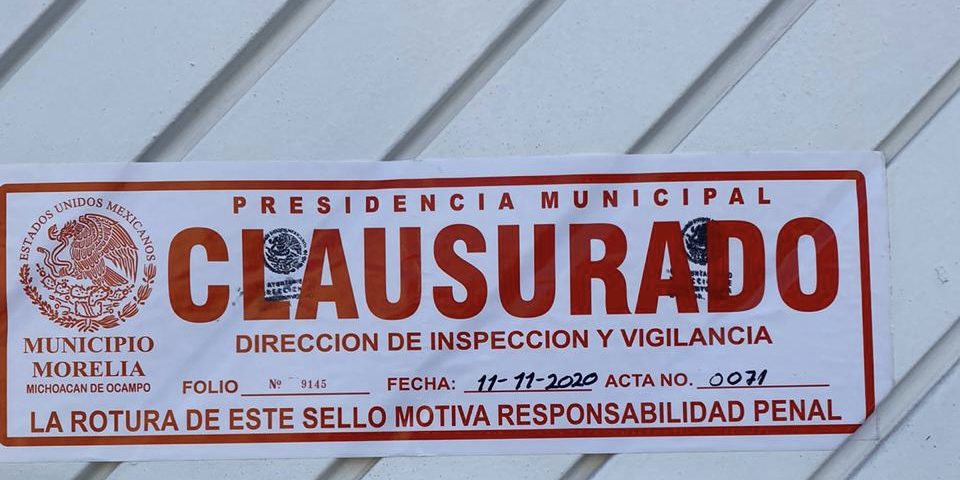 ESTADOS UNIDOS MEXICANOS
MUNICIPIO
MORELIA
MICHOACAN DE OCAMPO
PRESIDENCIA MUNICIPAL
CLAUSURADO
DIRECCION DE INSPECCION Y VIGILANCIA
FOLIO Nº 9145 FECHA: 11-11-2020 ACTA NO. 0071
LA ROTURA DE ESTE SELLO MOTIVA RESPONSABILIDAD PENAL